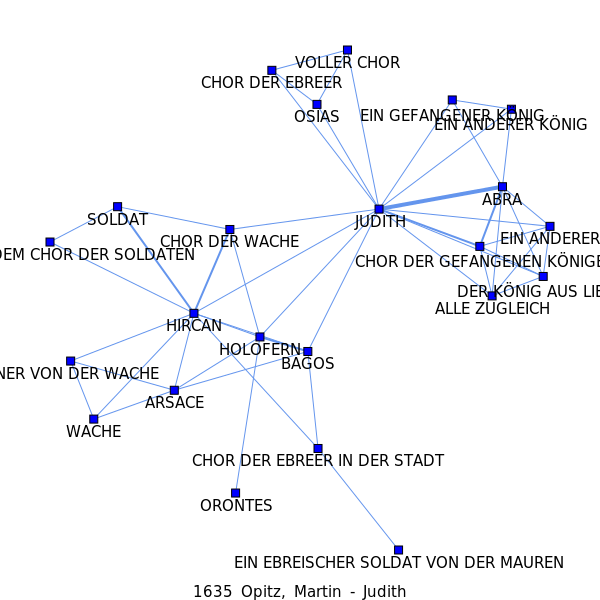 VOLLER CHOR
CHOR DER EBREER
OSIAS
EIN GEFANGENER KÖNIG
EIN ANDERER KÖNIG
ABRA
SOLDAT
JUDITH
CHOR DER WACHE
EIN ANDERER
DEM CHOR DER SOLDATEN
CHOR DER GEFANGENEN KÖNIGE
DER KÖNIG AUS LIB
ALLE ZUGLEICH
HIRCAN
HOLOFERN
BAGOS
NER VON DER WACHE
ARSACE
WACHE
CHOR DER EBREER IN DER STADT
ORONTES
EIN EBREISCHER SOLDAT VON DER MAUREN
1635 Opitz, Martin - Judith